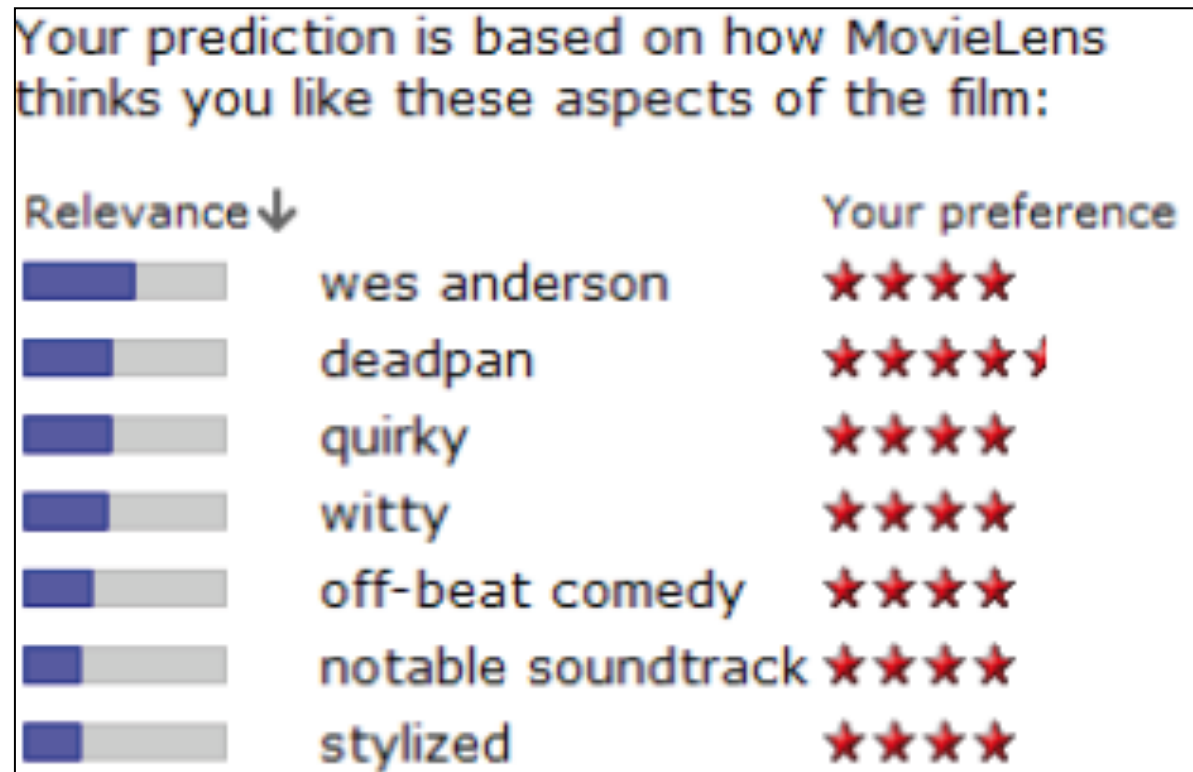 Your prediction is based on how MovieLens
thinks you like these aspects of the film:
Relevance Your preference
wes anderson
deadpan
quirky
witty
off-beat comedy
notable soundtrack
stylized